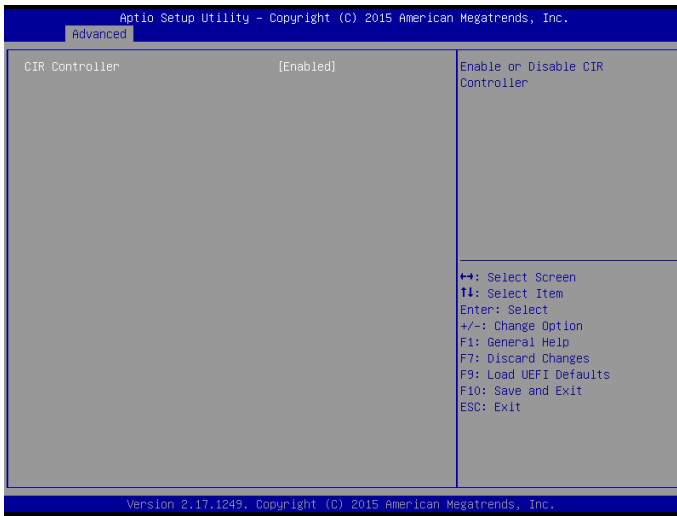 Aptio Setup Utility – Copyright (C) 2015 American Megatrends, Inc.
Advanced
CIR Controller [Enabled]
Enable or Disable CIR
Controller
↔: Select Screen
↑↓: Select Item
Enter: Select
+/-: Change Option
F1: General Help
F7: Discard Changes
F9: Load UEFI Defaults
F10: Save and Exit
ESC: Exit
Version 2.17.1249. Copyright (C) 2015 American Megatrends, Inc.